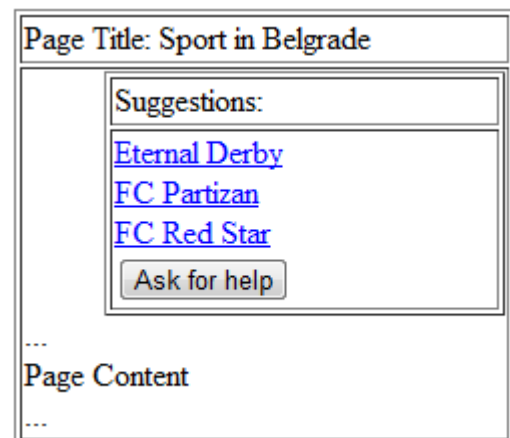 Page Title: Sport in Belgrade
Suggestions:
Eternal Derby
FC Partizan
FC Red Star
Ask for help
...
Page Content
...